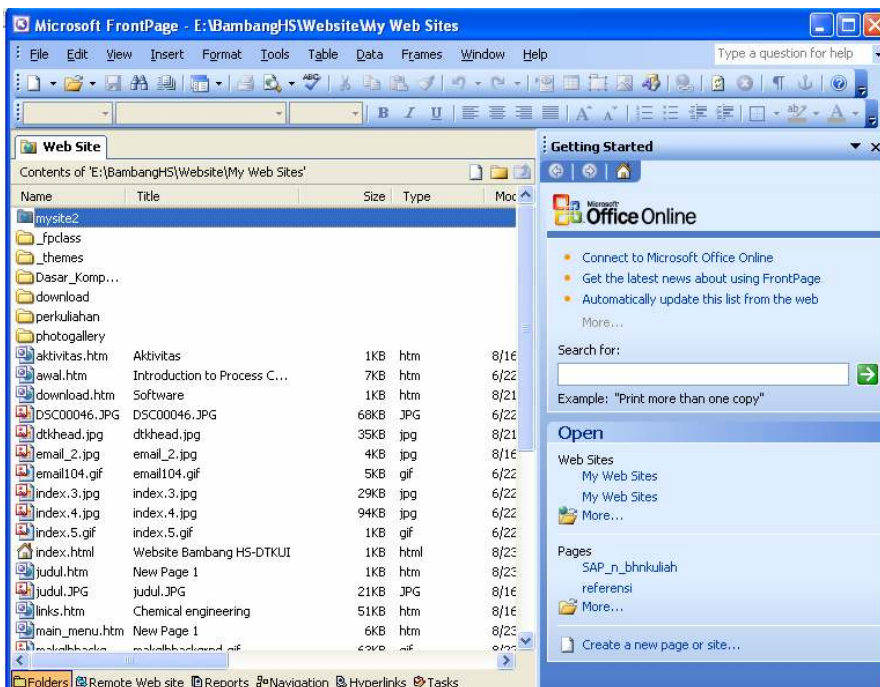 Microsoft FrontPage - E:\BambangHS\Website\My Web Sites
File Edit View Insert Format Tools Table Data Frames Window Help Type a question for help
B I U
Web Site
Contents of 'E:\BambangHS\Website\My Web Sites'
Name Title Size Type Mod
mysite2
_fpclass
_themes
Dasar_Komp...
download
perkuliahan
photogallery
aktivitas.htm Aktivitas 1KB htm 8/16
awal.htm Introduction to Process C... 7KB htm 6/22
download.htm Software 1KB htm 8/21
DSC00046.JPG DSC00046.JPG 68KB JPG 6/22
dtkhead.jpg dtkhead.jpg 35KB jpg 8/21
email_2.jpg email_2.jpg 4KB jpg 8/16
email104.gif email104.gif 5KB gif 6/22
index.3.jpg index.3.jpg 29KB jpg 6/22
index.4.jpg index.4.jpg 94KB jpg 6/22
index.5.gif index.5.gif 1KB gif 6/22
index.html Website Bambang HS-DTKUI 1KB html 8/23
judul.htm New Page 1 1KB htm 8/23
judul.JPG judul.JPG 21KB JPG 8/16
links.htm Chemical engineering 51KB htm 8/16
main_menu.htm New Page 1 6KB htm 8/23
Folders Remote Web site Reports Navigation Hyperlinks Tasks
Getting Started
Microsoft
Office Online
Connect to Microsoft Office Online
Get the latest news about using FrontPage
Automatically update this list from the web
More...
Search for:
Example: "Print more than one copy"
Open
Web Sites
My Web Sites
My Web Sites
More...
Pages
SAP_n_bhnkuliah
referensi
More...
Create a new page or site...